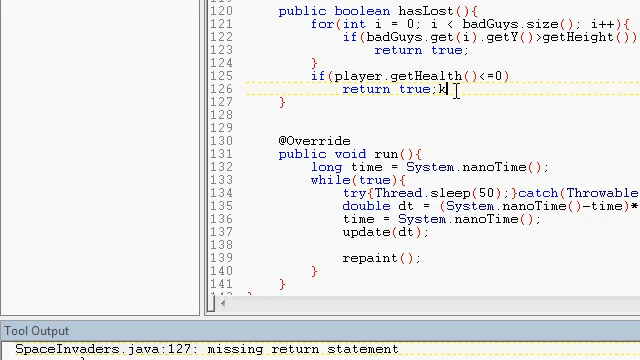 120 public boolean hasLost(){
121 for(int i = 0; i < badGuys.size(); i++){
122 if(badGuys.get(i).getY()>getHeight())
123 return true;
124 }
125 if(player.getHealth()<=0)
126 return true;k
127 }
128
129
130 @Override
131 public void run(){
132 long time = System.nanoTime();
133 while(true){
134 try{Thread.sleep(50);}catch(Throwable
135 double dt = (System.nanoTime()-time)*
136 time = System.nanoTime();
137 update(dt);
138
139 repaint();
140 }
141 }
Tool Output
SpaceInvaders.java:127: missing return statement